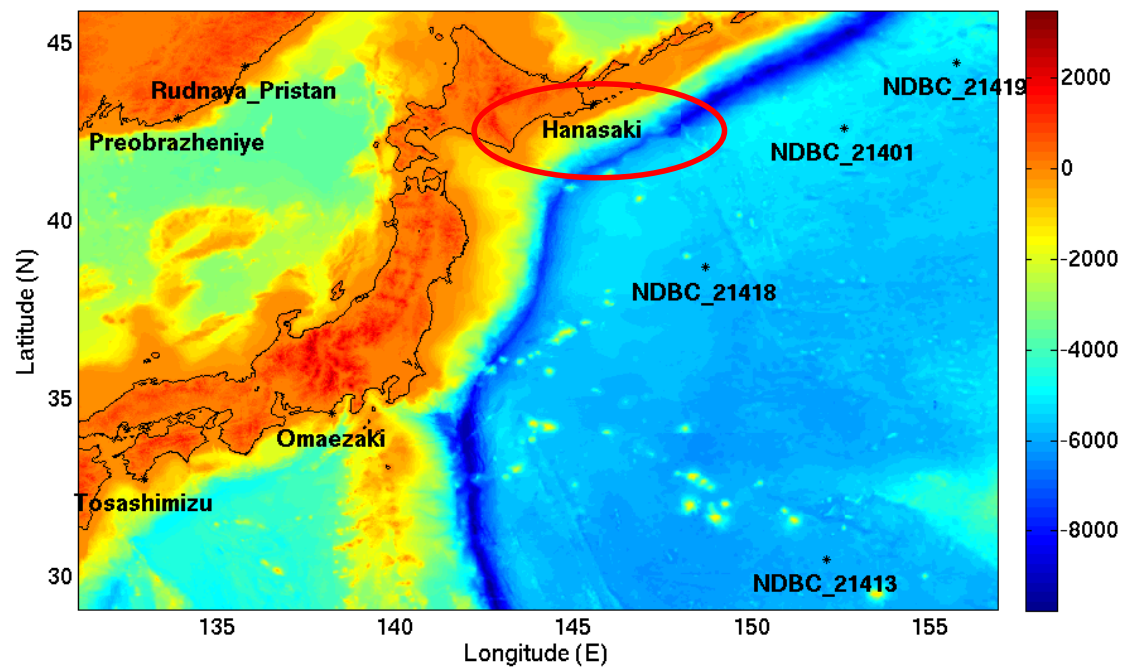 45
40
35
30
Latitude (N)
135
140
145
150
155
Longitude (E)
Rudnaya_Pristan
Preobrazheniye
Hanasaki
NDBC_21419
NDBC_21401
NDBC_21418
Omaezaki
Tosashimizu
NDBC_21413
2000
0
-2000
-4000
-6000
-8000